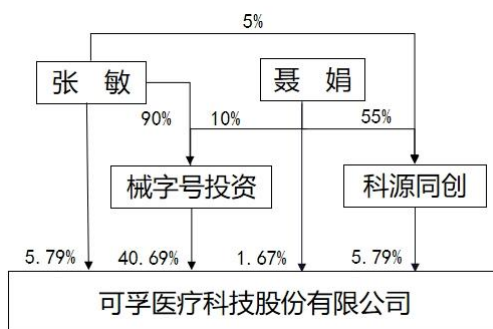 5%
张 敏
聂 娟
90%
10%
55%
械字号投资
科源同创
5.79%
40.69%
1.67%
5.79%
可孚医疗科技股份有限公司